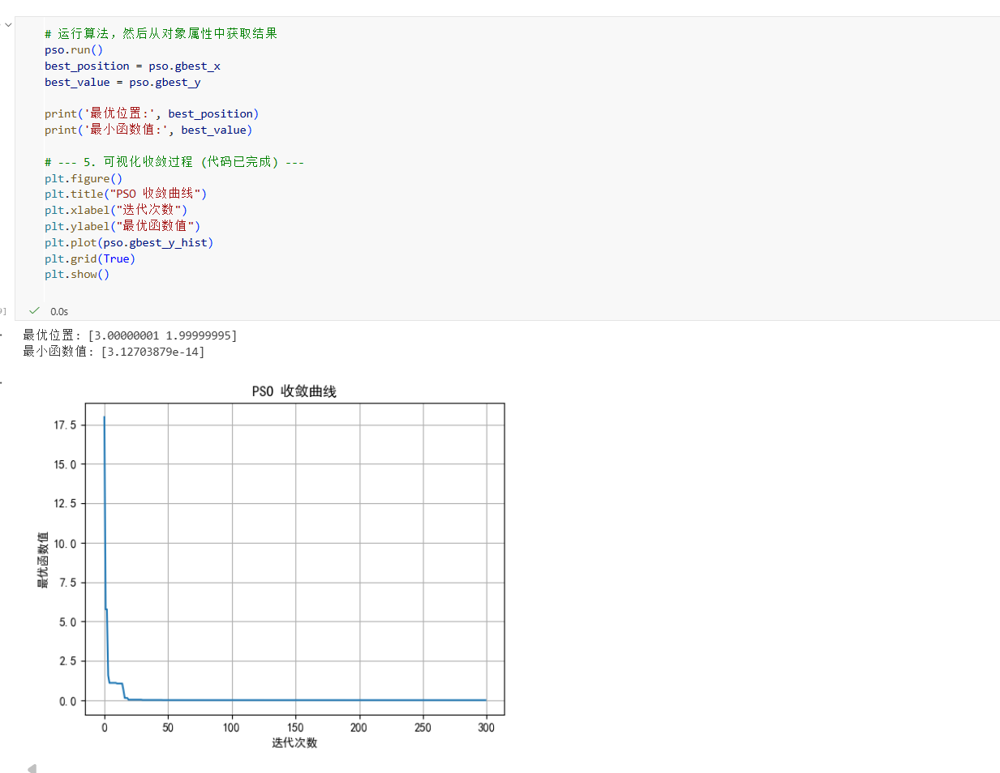 # 运行算法，然后从对象属性中获取结果
pso.run()
best_position = pso.gbest_x
best_value = pso.gbest_y
print('最优位置:', best_position)
print('最小函数值:', best_value)
# --- 5. 可视化收敛过程 (代码已完成) ---
plt.figure()
plt.title("PSO 收敛曲线")
plt.xlabel("迭代次数")
plt.ylabel("最优函数值")
plt.plot(pso.gbest_y_hist)
plt.grid(True)
plt.show()
0.0s
最优位置: [3.00000001 1.99999995]
最小函数值: [3.12703879e-14]
PSO 收敛曲线
17.5
15.0
12.5
10.0
7.5
5.0
2.5
0.0
最优函数值
0 50 100 150 200 250 300
迭代次数